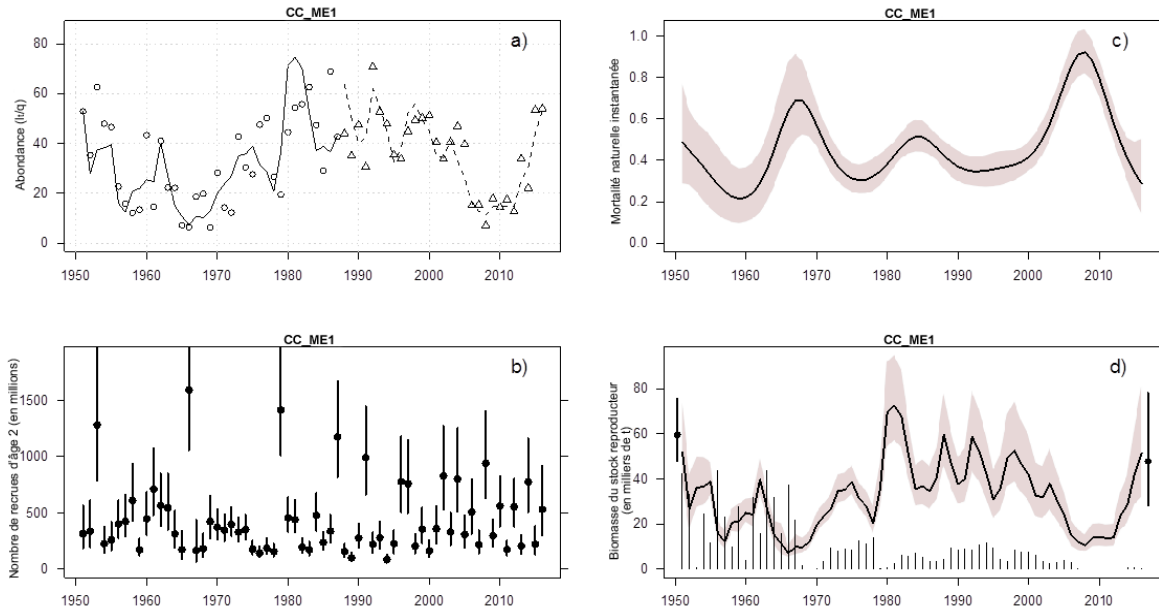 CC_ME1
a)
Abondance (h/q)
80
60
40
20
0
1950 1960 1970 1980 1990 2000 2010
CC_ME1
c)
Mortalité naturelle instantanée
1.0
0.8
0.6
0.4
0.2
0.0
1950 1960 1970 1980 1990 2000 2010
CC_ME1
b)
Nombre de recrues d'âge 2 (en millions)
1500
1000
500
0
1950 1960 1970 1980 1990 2000 2010
CC_ME1
d)
Biomasse du stock reproducteur
(en milliers de t)
80
60
40
20
0
1950 1960 1970 1980 1990 2000 2010